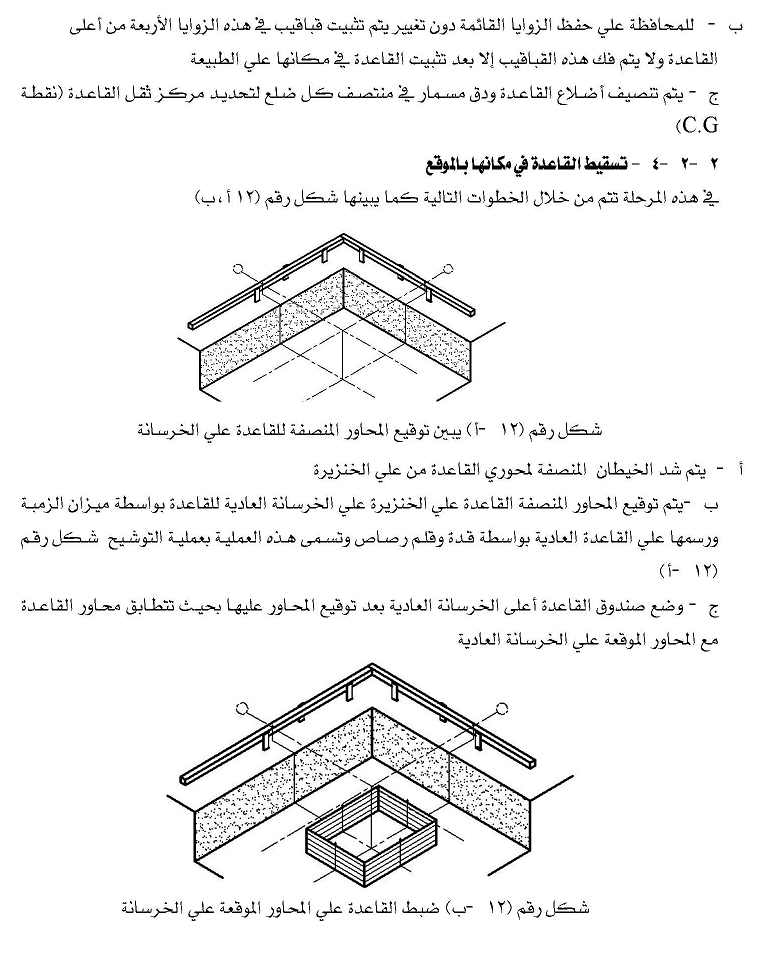 ب - للمحافظة علي حفظ الزوايا القائمة دون تغيير يتم تثبيت قباقيب في هذه الزوايا الأربعة من أعلى
القاعدة ولا يتم فك هذه القباقيب إلا بعد تثبيت القاعدة في مكانها علي الطبيعة
ج - يتم تنصيف أضلاع القاعدة ودق مسمار في منتصف كل ضلع لتحديد مركز ثقل القاعدة (نقطة
C.G)
٢ -٢ -٤ - تسقيط القاعدة في مكانها بالموقع
في هذه المرحلة تتم من خلال الخطوات التالية كما يبينها شكل رقم (١٢ أ ، ب)
شكل رقم (١٢ -أ) يبين توقيع المحاور المنصفة للقاعدة علي الخرسانة
أ - يتم شد الخيطان المنصفة لمحوري القاعدة من علي الخنزيرة
ب -يتم توقيع المحاور المنصفة القاعدة علي الخنزيرة علي الخرسانة العادية للقاعدة بواسطة ميزان الزمبة
ورسمها علي القاعدة العادية بواسطة قدة وقلم رصاص وتسمى هذه العملية بعملية التوشيح شكل رقم
(١٢ -أ)
ج - وضع صندوق القاعدة أعلى الخرسانة العادية بعد توقيع المحاور عليها بحيث تتطابق محاور القاعدة
مع المحاور الموقعة علي الخرسانة العادية
شكل رقم (١٢ -ب) ضبط القاعدة علي المحاور الموقعة علي الخرسانة